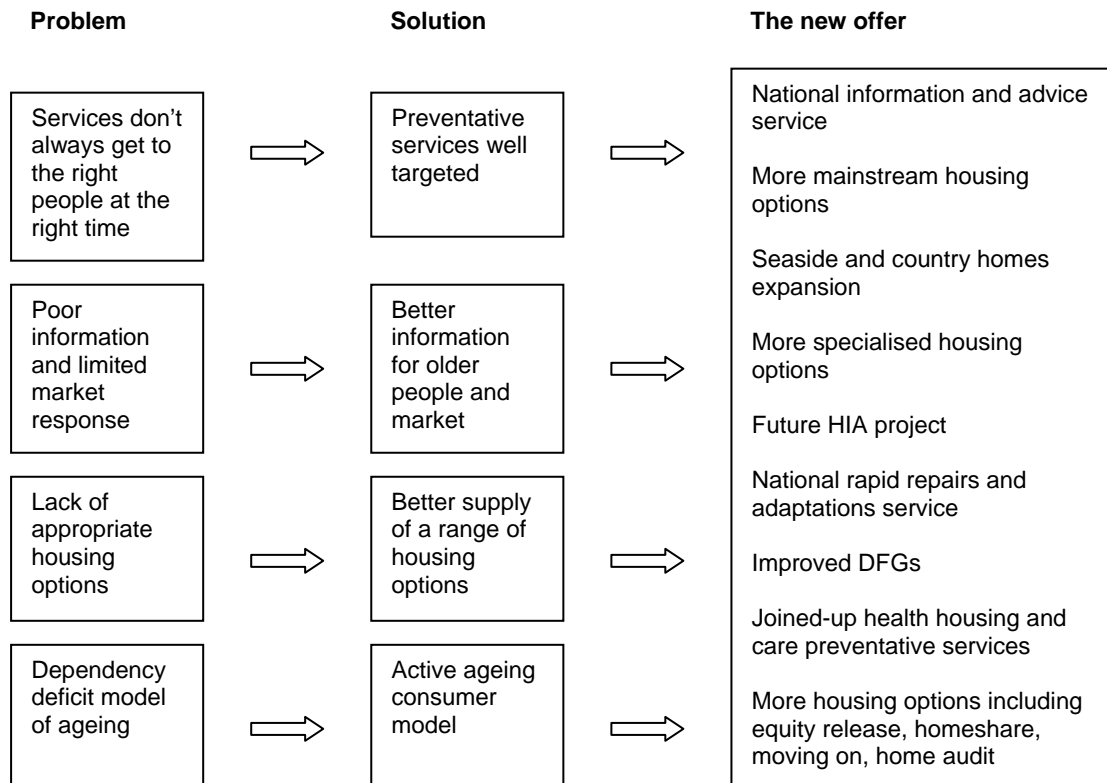 Problem
Solution
The new offer
Services don’t
always get to
the right
people at the
right time
Preventative
services well
targeted
Poor
information
and limited
market
response
Better
information
for older
people and
market
Lack of
appropriate
housing
options
Better supply
of a range of
housing
options
Dependency
deficit model
of ageing
Active ageing
consumer
model
National information and advice
service
More mainstream housing
options
Seaside and country homes
expansion
More specialised housing
options
Future HIA project
National rapid repairs and
adaptations service
Improved DFGs
Joined-up health housing and
care preventative services
More housing options including
equity release, homeshare,
moving on, home audit